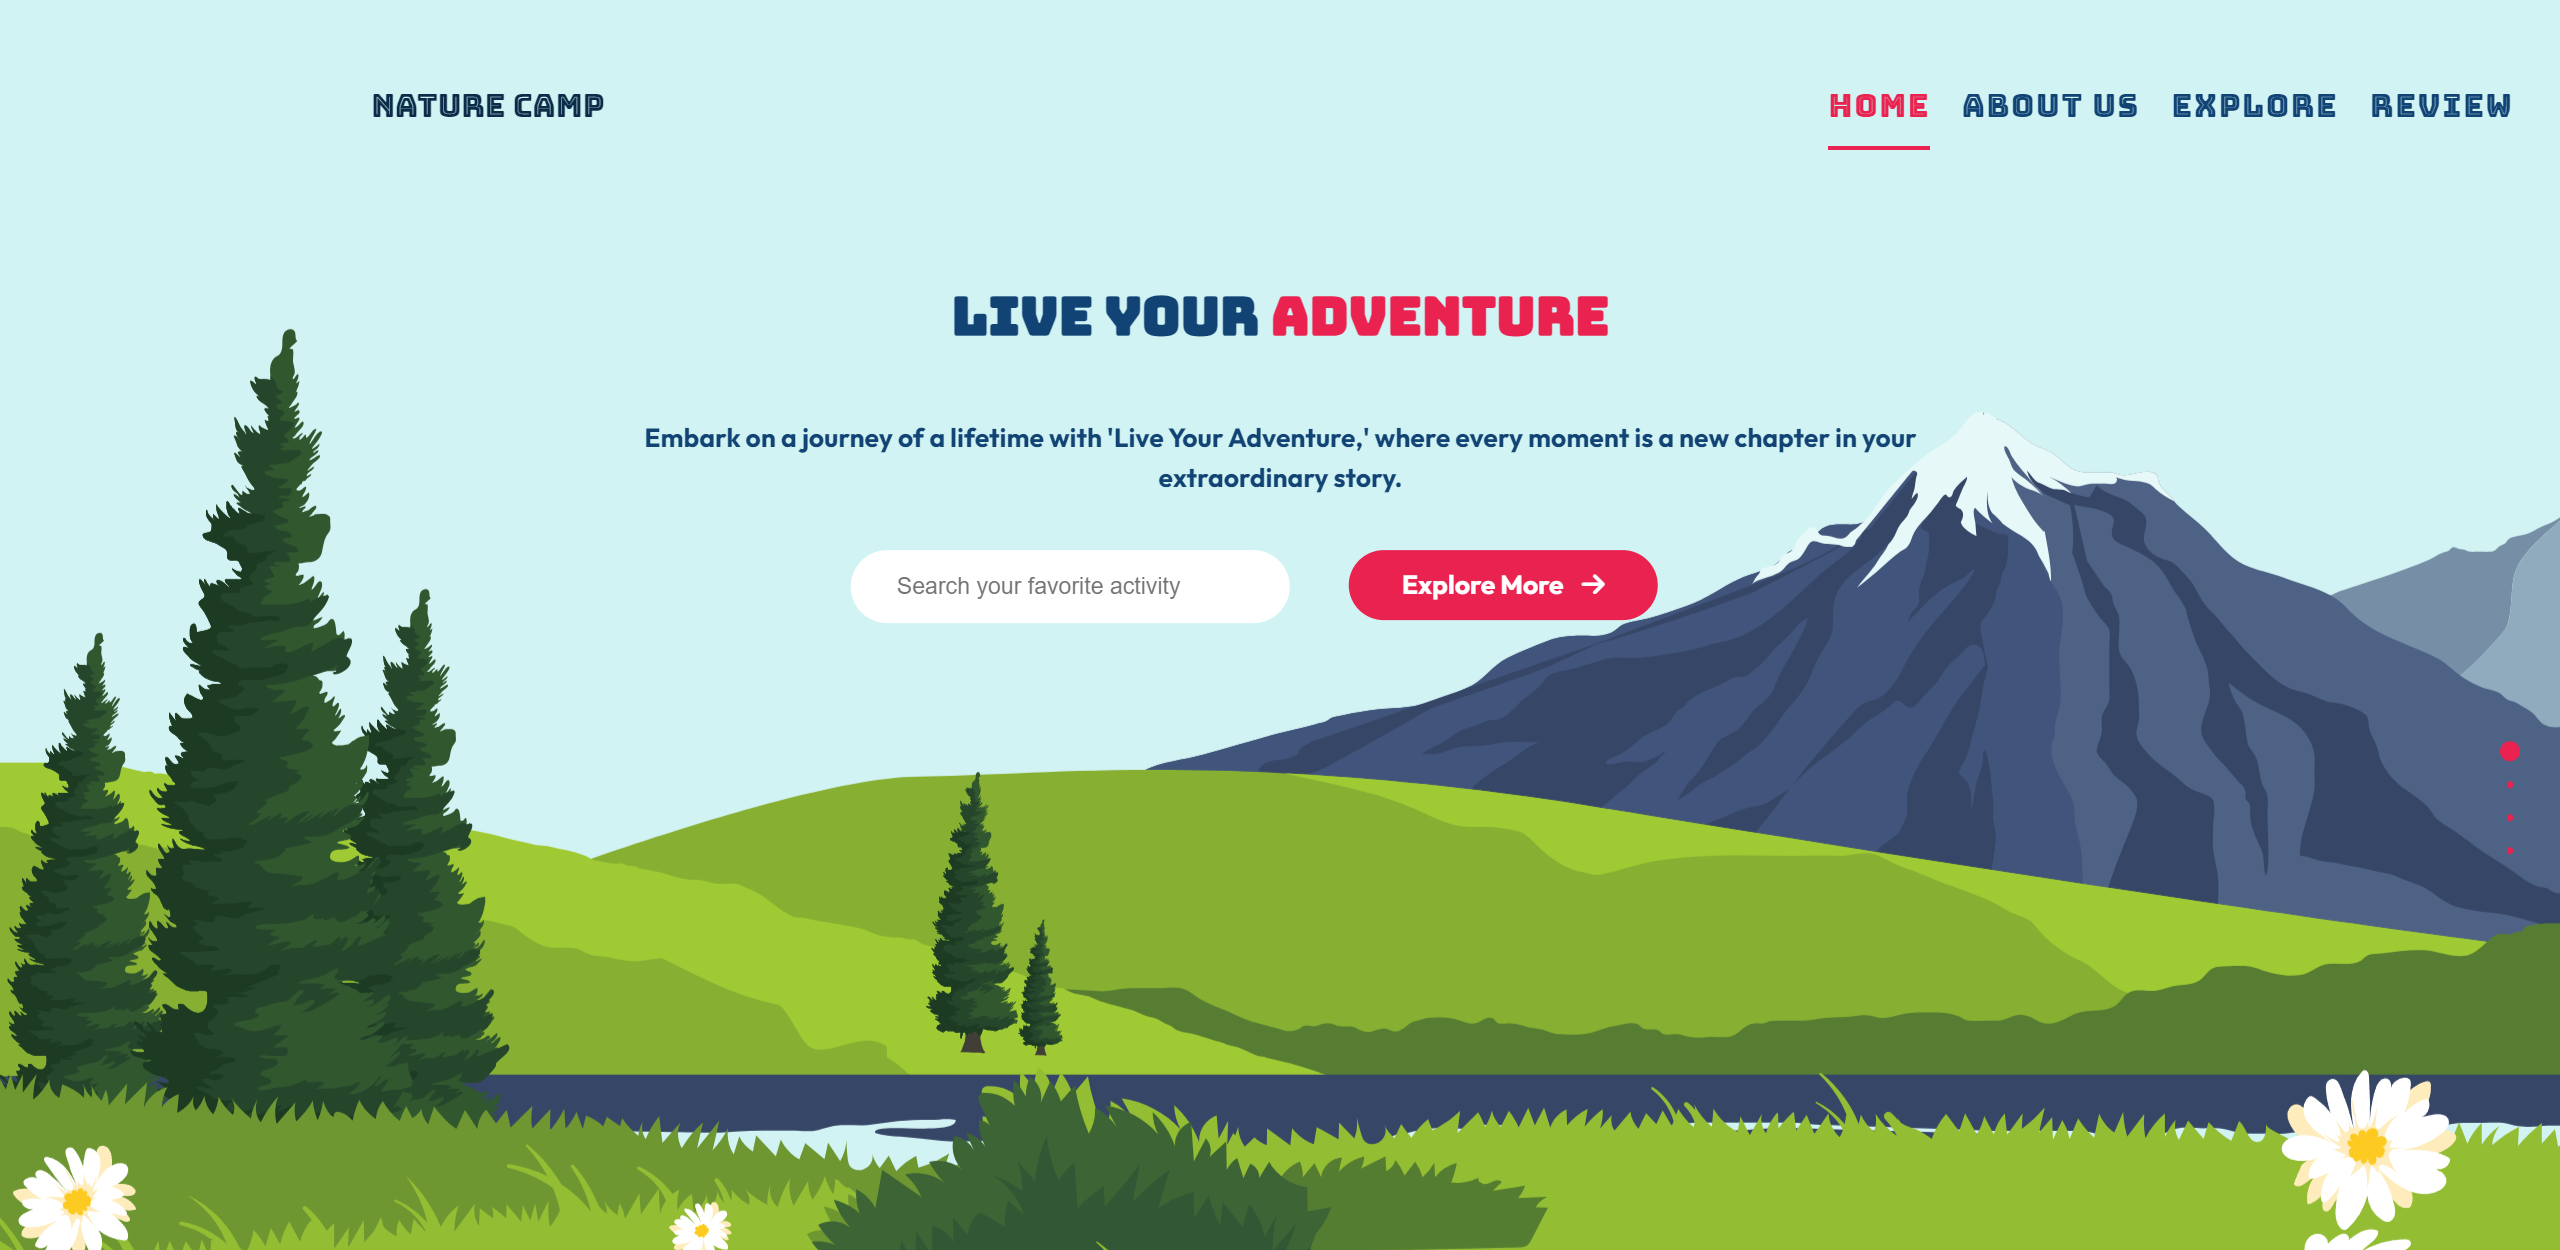 NATURE CAMP
HOME ABOUT US EXPLORE REVIEW
LIVE YOUR ADVENTURE
Embark on a journey of a lifetime with 'Live Your Adventure,' where every moment is a new chapter in your
extraordinary story.
Search your favorite activity
Explore More